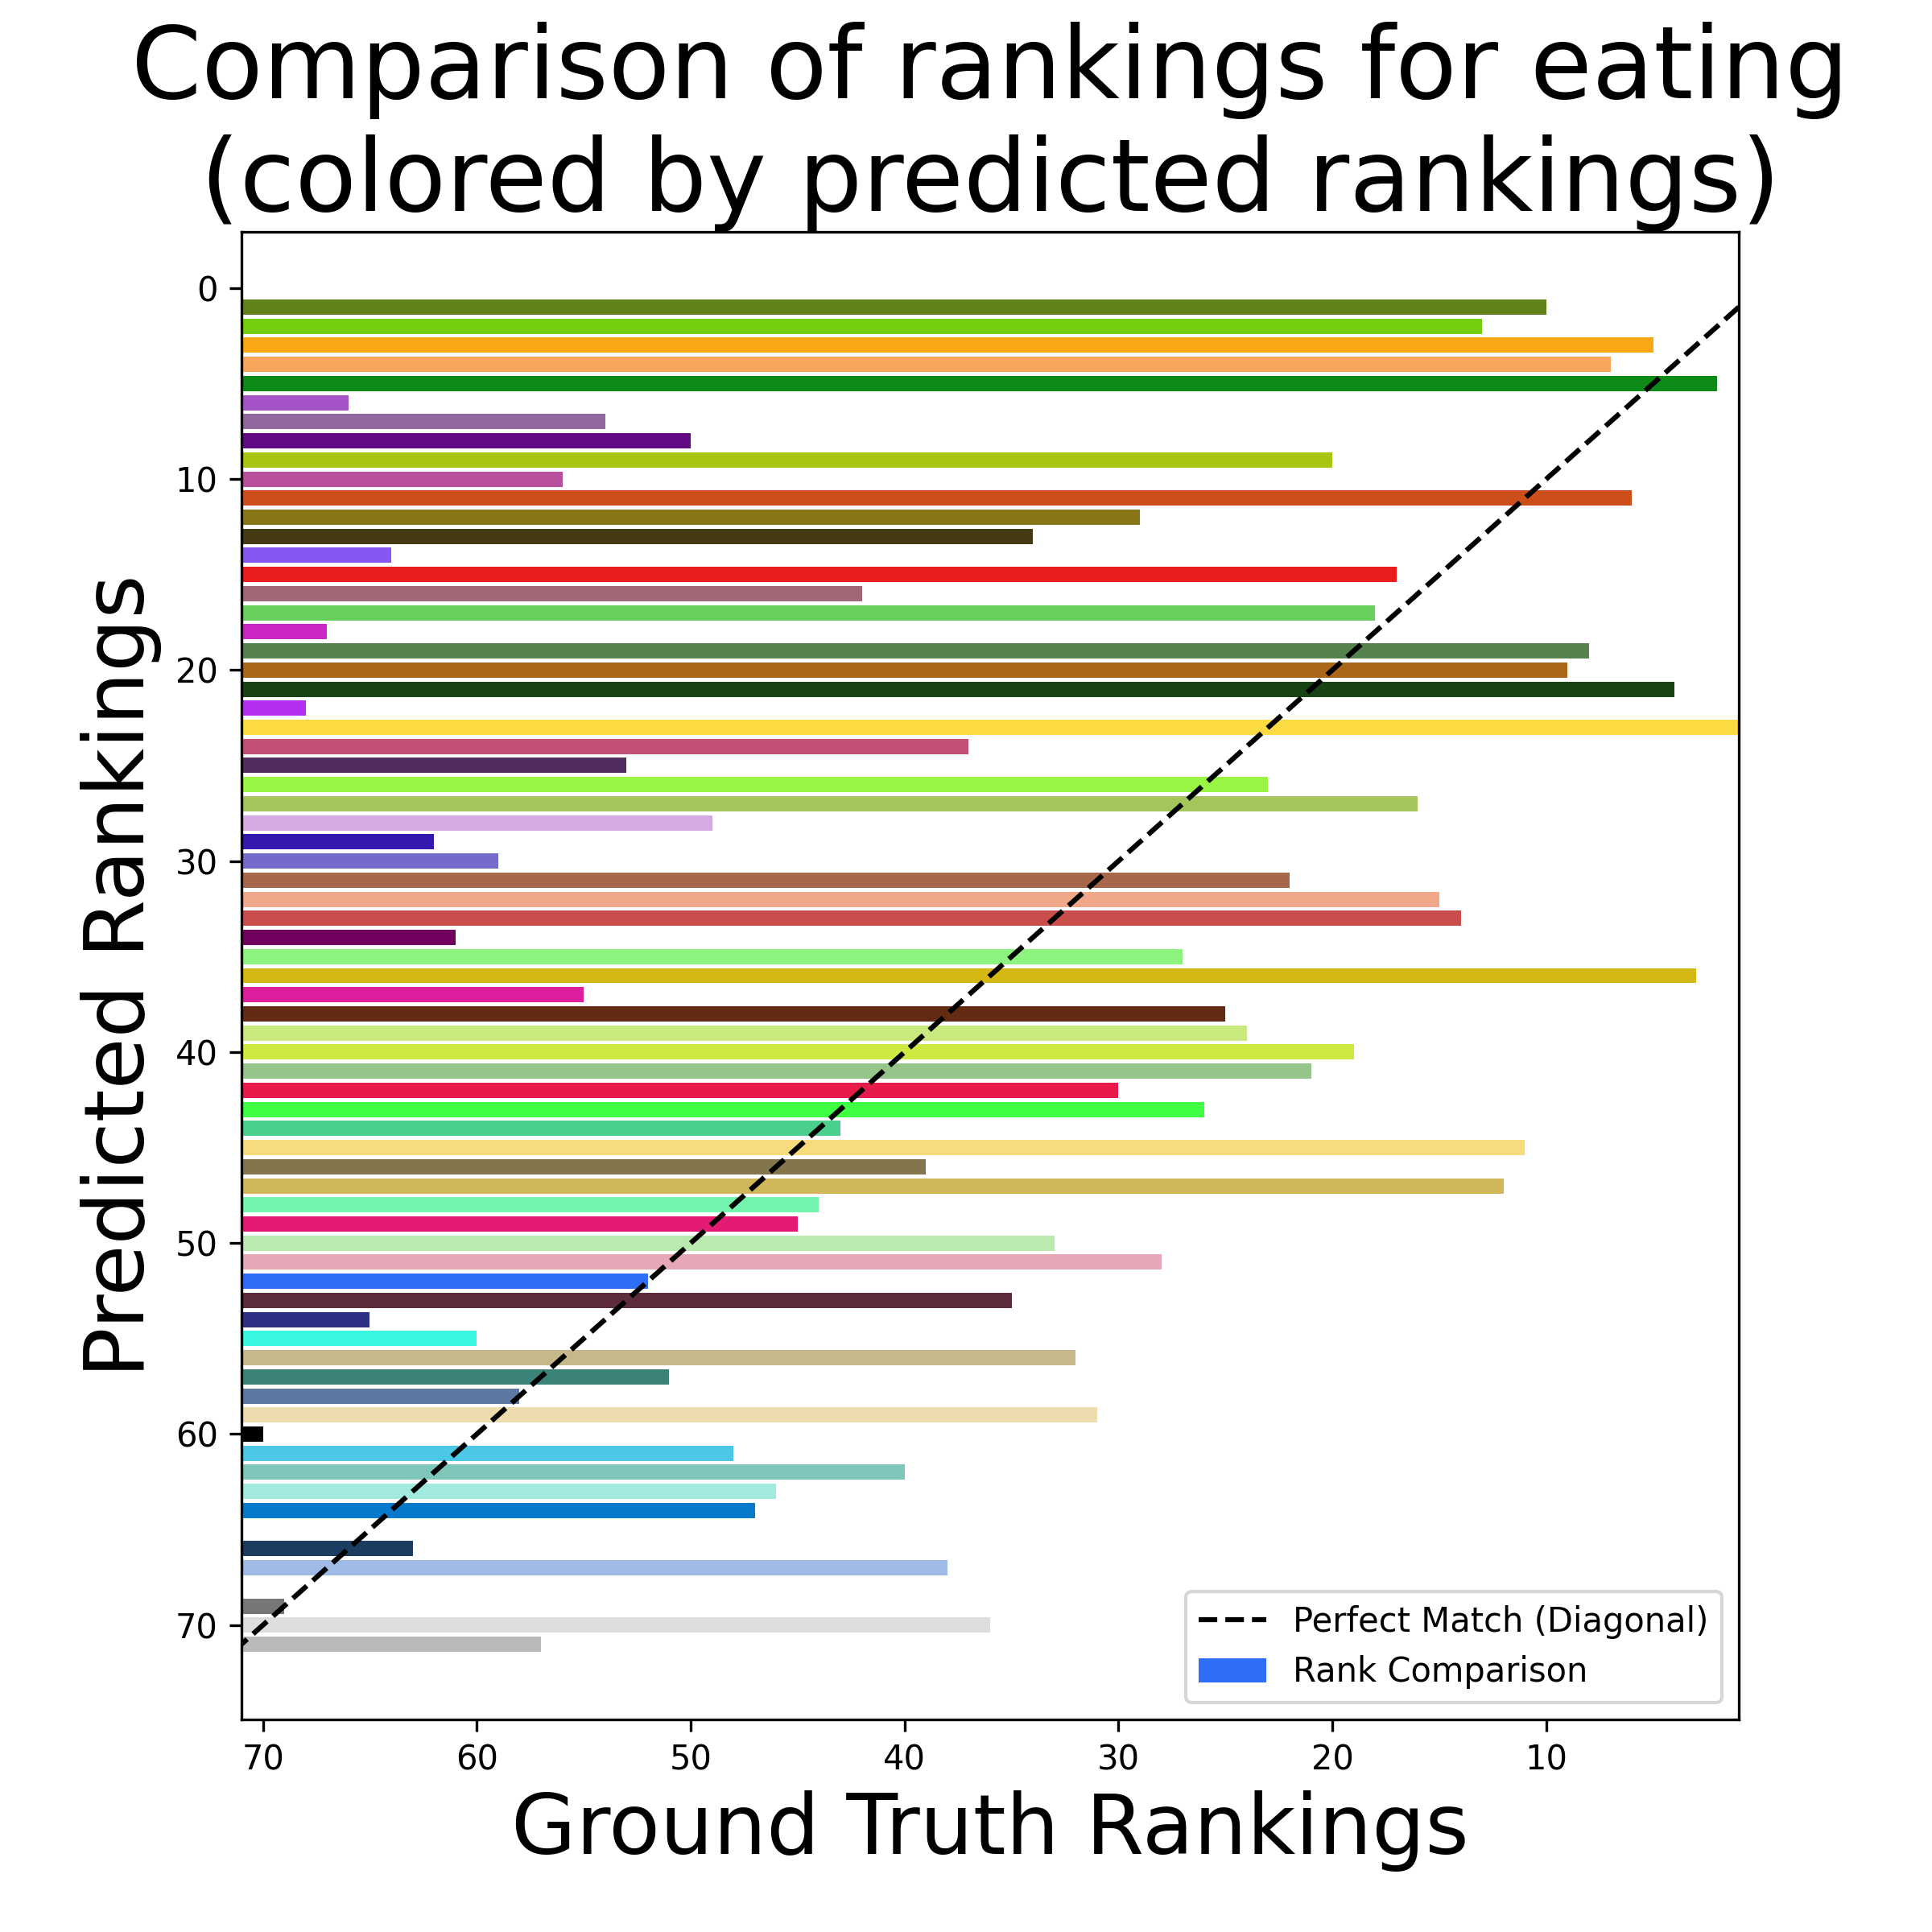 Comparison of rankings for eating
(colored by predicted rankings)
Predicted Rankings
0
10
20
30
40
50
60
70
70 60 50 40 30 20 10
Ground Truth Rankings
Perfect Match (Diagonal)
Rank Comparison